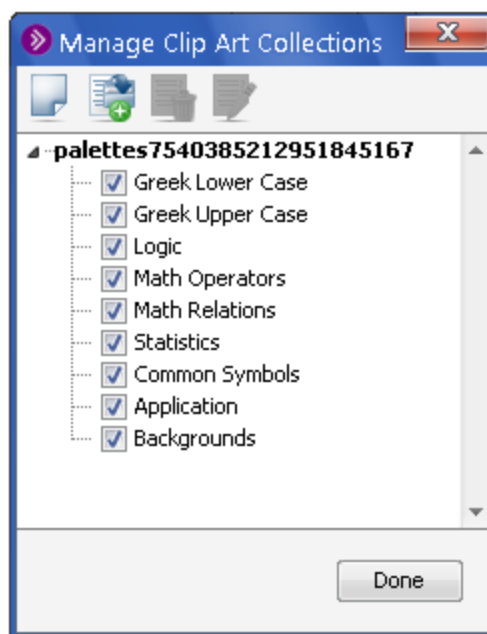 Manage Clip Art Collections
palettes7540385212951845167
Greek Lower Case
Greek Upper Case
Logic
Math Operators
Math Relations
Statistics
Common Symbols
Application
Backgrounds
Done